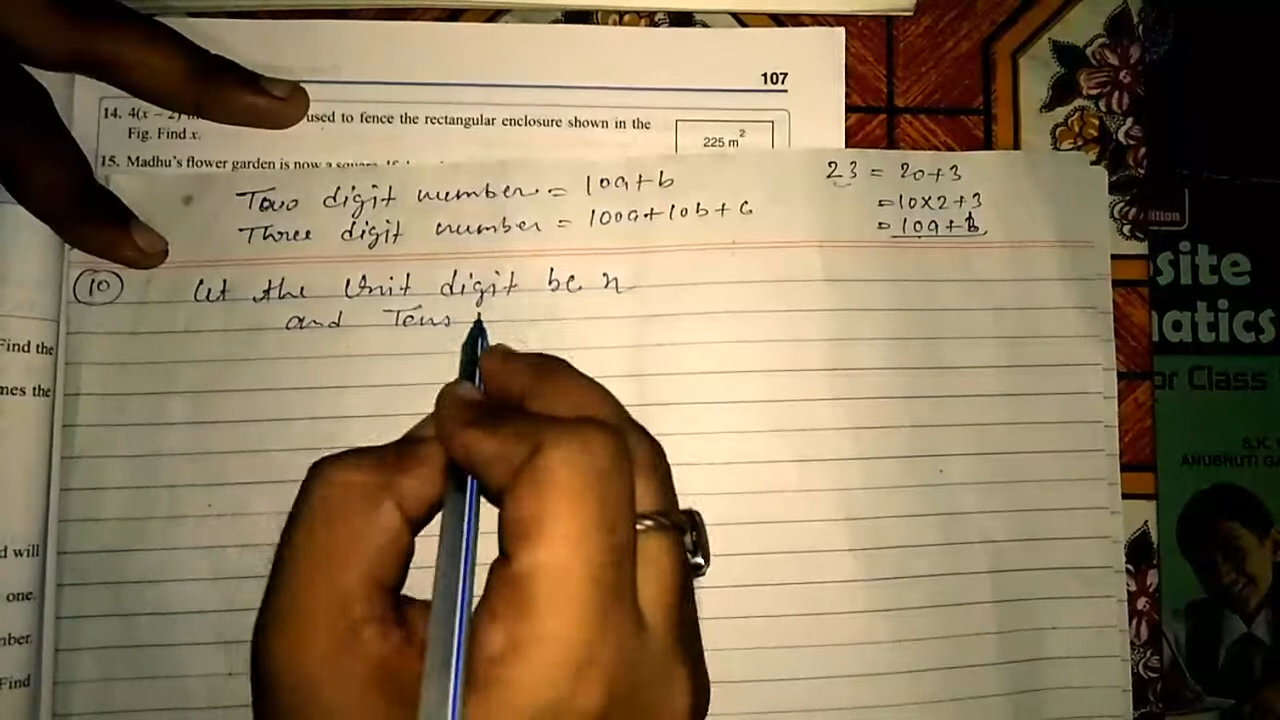 107
14. 4(x – 2) used to fence the rectangular enclosure shown in the
Fig. Find x.
225 m²
15. Madhu's flower garden is now a square.
Two digit number = 10a+b
Three digit number = 100a+10b+c
23 = 20+3
=10×2+3
= 10a+b
10 Let the Unit digit be x
and Tens
Find the
mes the
d will
one.
nber.
Find
ition
site
atics
or Class
S.K.
ANUBHUTI GA